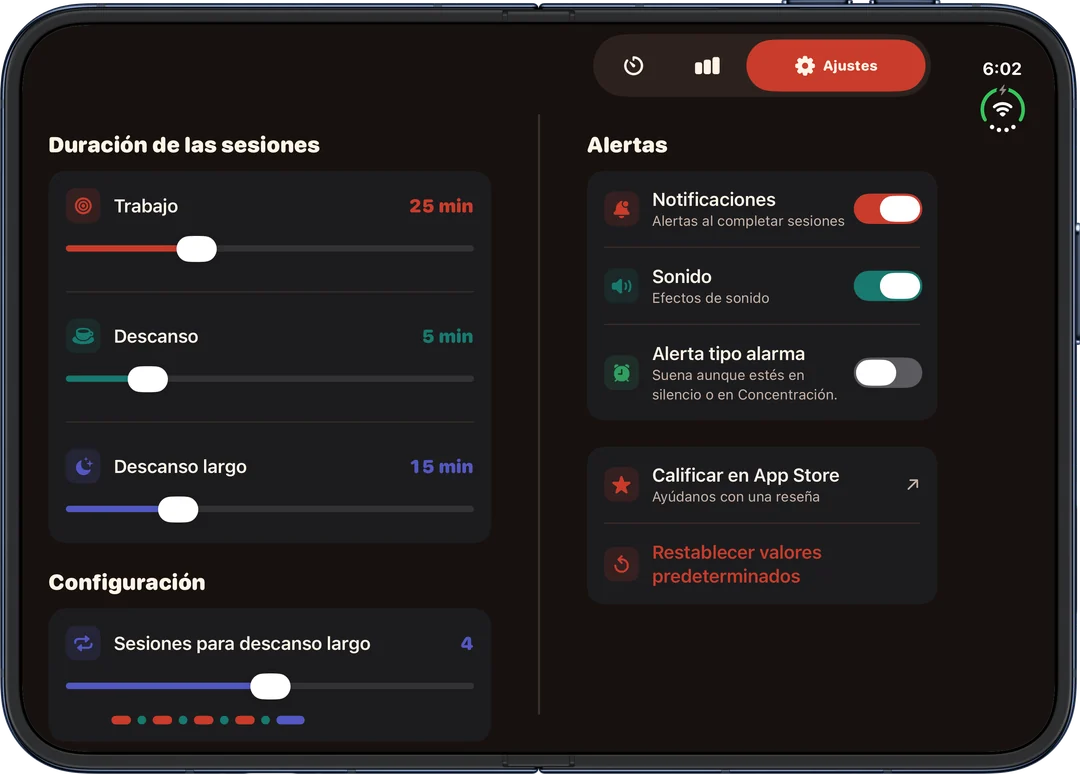 Ajustes
6:02
Duración de las sesiones
Trabajo
25 min
Descanso
5 min
Descanso largo
15 min
Configuración
Sesiones para descanso largo
4
Alertas
Notificaciones
Alertas al completar sesiones
Sonido
Efectos de sonido
Alerta tipo alarma
Suena aunque estés en
silencio o en Concentración.
Calificar en App Store
Ayúdanos con una reseña
Restablecer valores
predeterminados